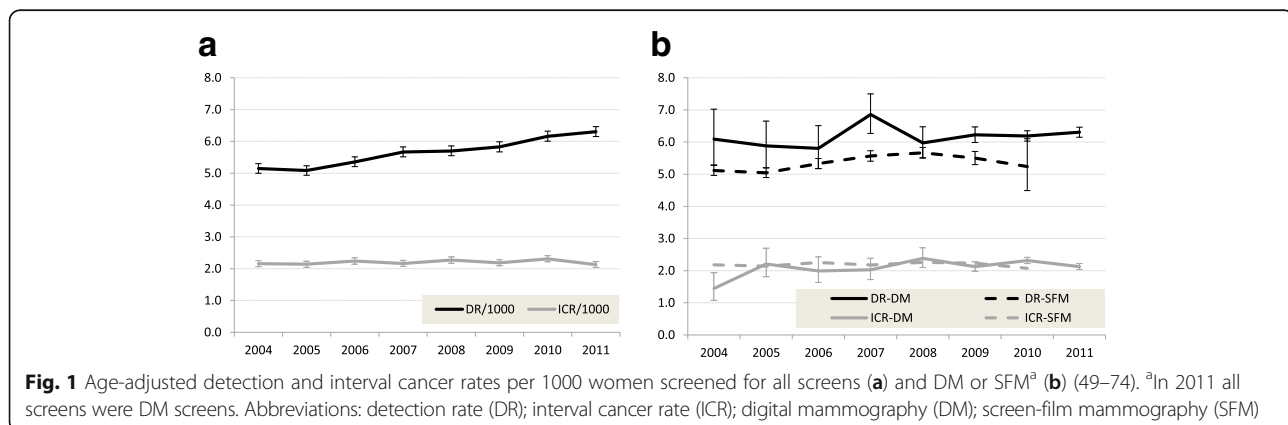 a
8.0
7.0
6.0
5.0
4.0
3.0
2.0
1.0
0.0
DR/1000 ICR/1000
2004 2005 2006 2007 2008 2009 2010 2011
b
8.0
7.0
6.0
5.0
4.0
3.0
2.0
1.0
0.0
DR-DM DR-SFM
ICR-DM ICR-SFM
2004 2005 2006 2007 2008 2009 2010 2011
Fig. 1 Age-adjusted detection and interval cancer rates per 1000 women screened for all screens (a) and DM or SFMᵃ (b) (49–74). ᵃIn 2011 all
screens were DM screens. Abbreviations: detection rate (DR); interval cancer rate (ICR); digital mammography (DM); screen-film mammography (SFM)